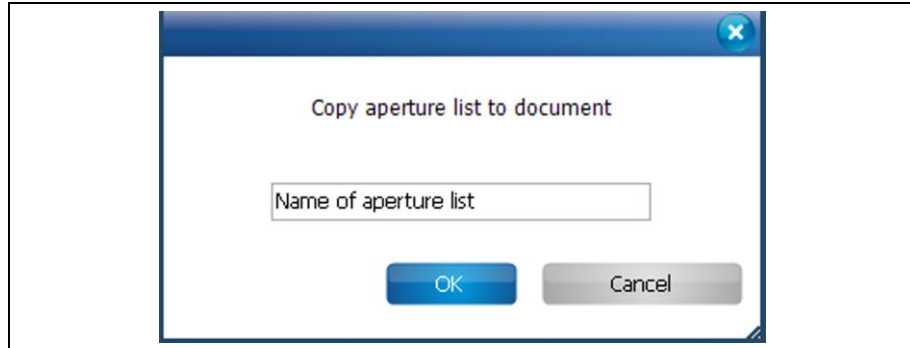 Copy aperture list to document
Name of aperture list
OK Cancel